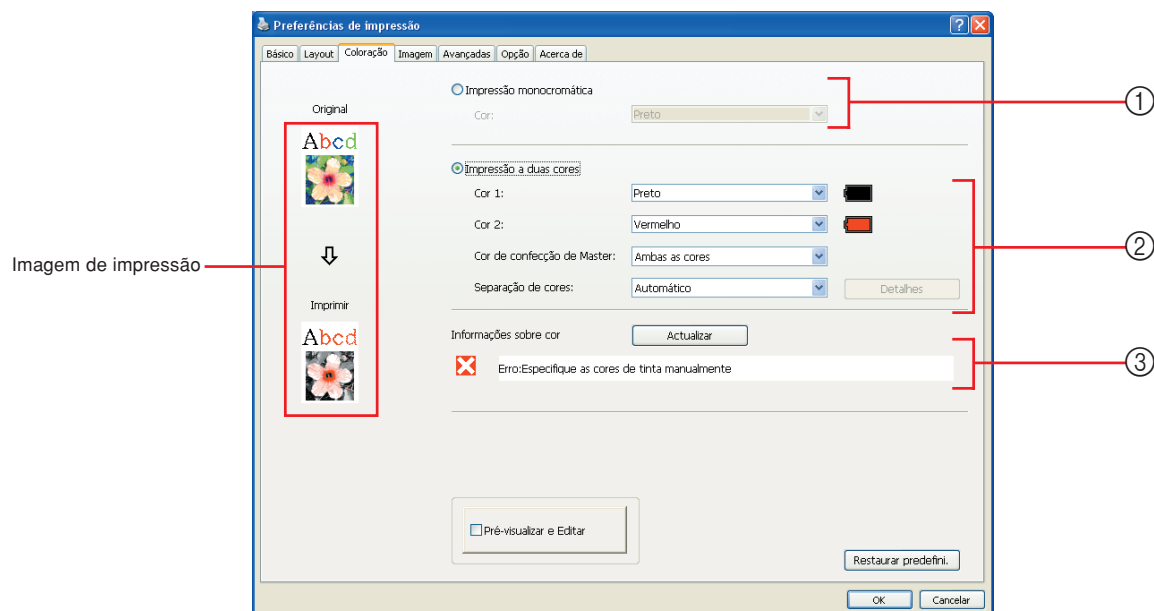 Preferências de impressão
Básico Layout Coloração Imagem Avançadas Opção Acerca de
Impressão monocromática
①
Original
Cor: Preto
Abcd
Impressão a duas cores
Cor 1: Preto
Cor 2: Vermelho
②
Imagem de impressão
Cor de confecção de Master: Ambas as cores
Separação de cores: Automático Detalhes
Imprimir
Abcd
Informações sobre cor Actualizar
③
Erro:Especifique as cores de tinta manualmente
Pré-visualizar e Editar
Restaurar predefini.
OK Cancelar